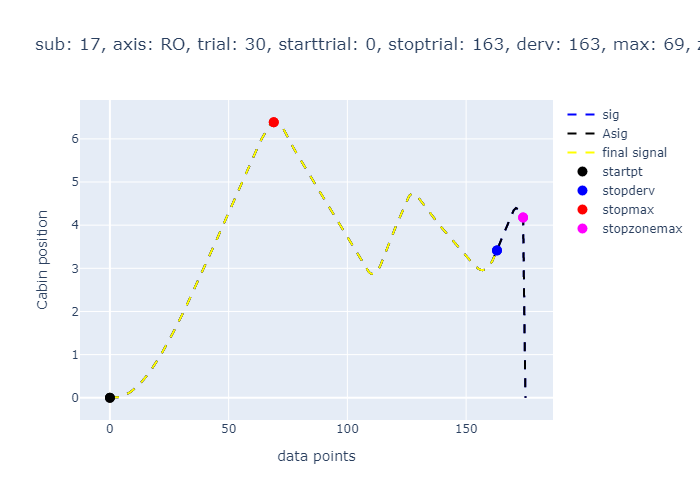 sub: 17, axis: RO, trial: 30, starttrial: 0, stoptrial: 163, derv: 163, max: 69,
sig
Asig
final signal
startpt
stopderv
stopmax
stopzonemax
Cabin position
6
5
4
3
2
1
0
0 50 100 150
data points